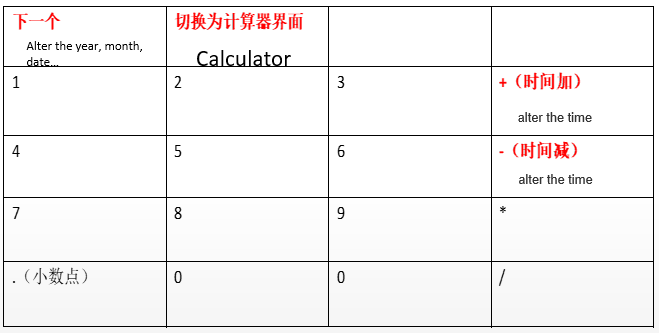 下一个
Alter the year, month,
date...
切换为计算器界面
Calculator
1
2
3
+（时间加）
alter the time
4
5
6
-（时间减）
alter the time
7
8
9
*
.（小数点）
0
0
/